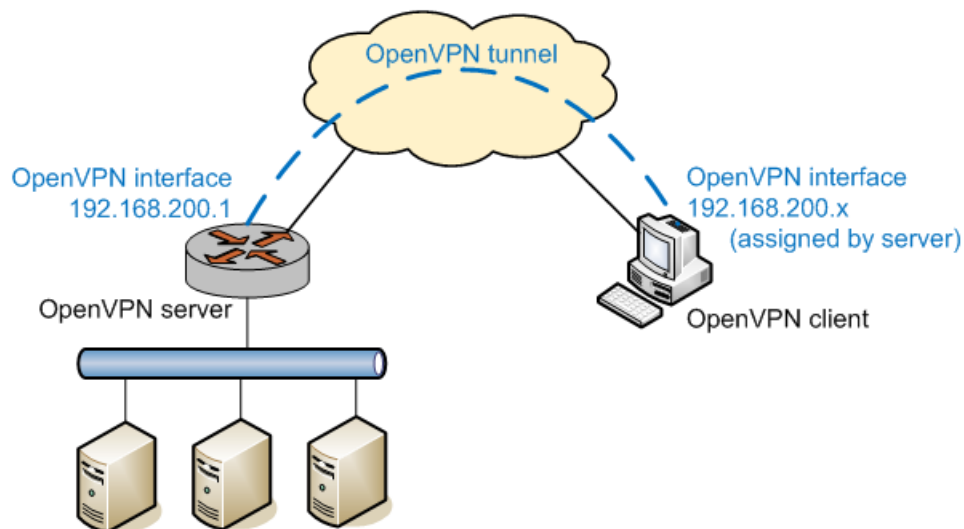 OpenVPN tunnel
OpenVPN interface
192.168.200.1
OpenVPN interface
192.168.200.x
(assigned by server)
OpenVPN server
OpenVPN client